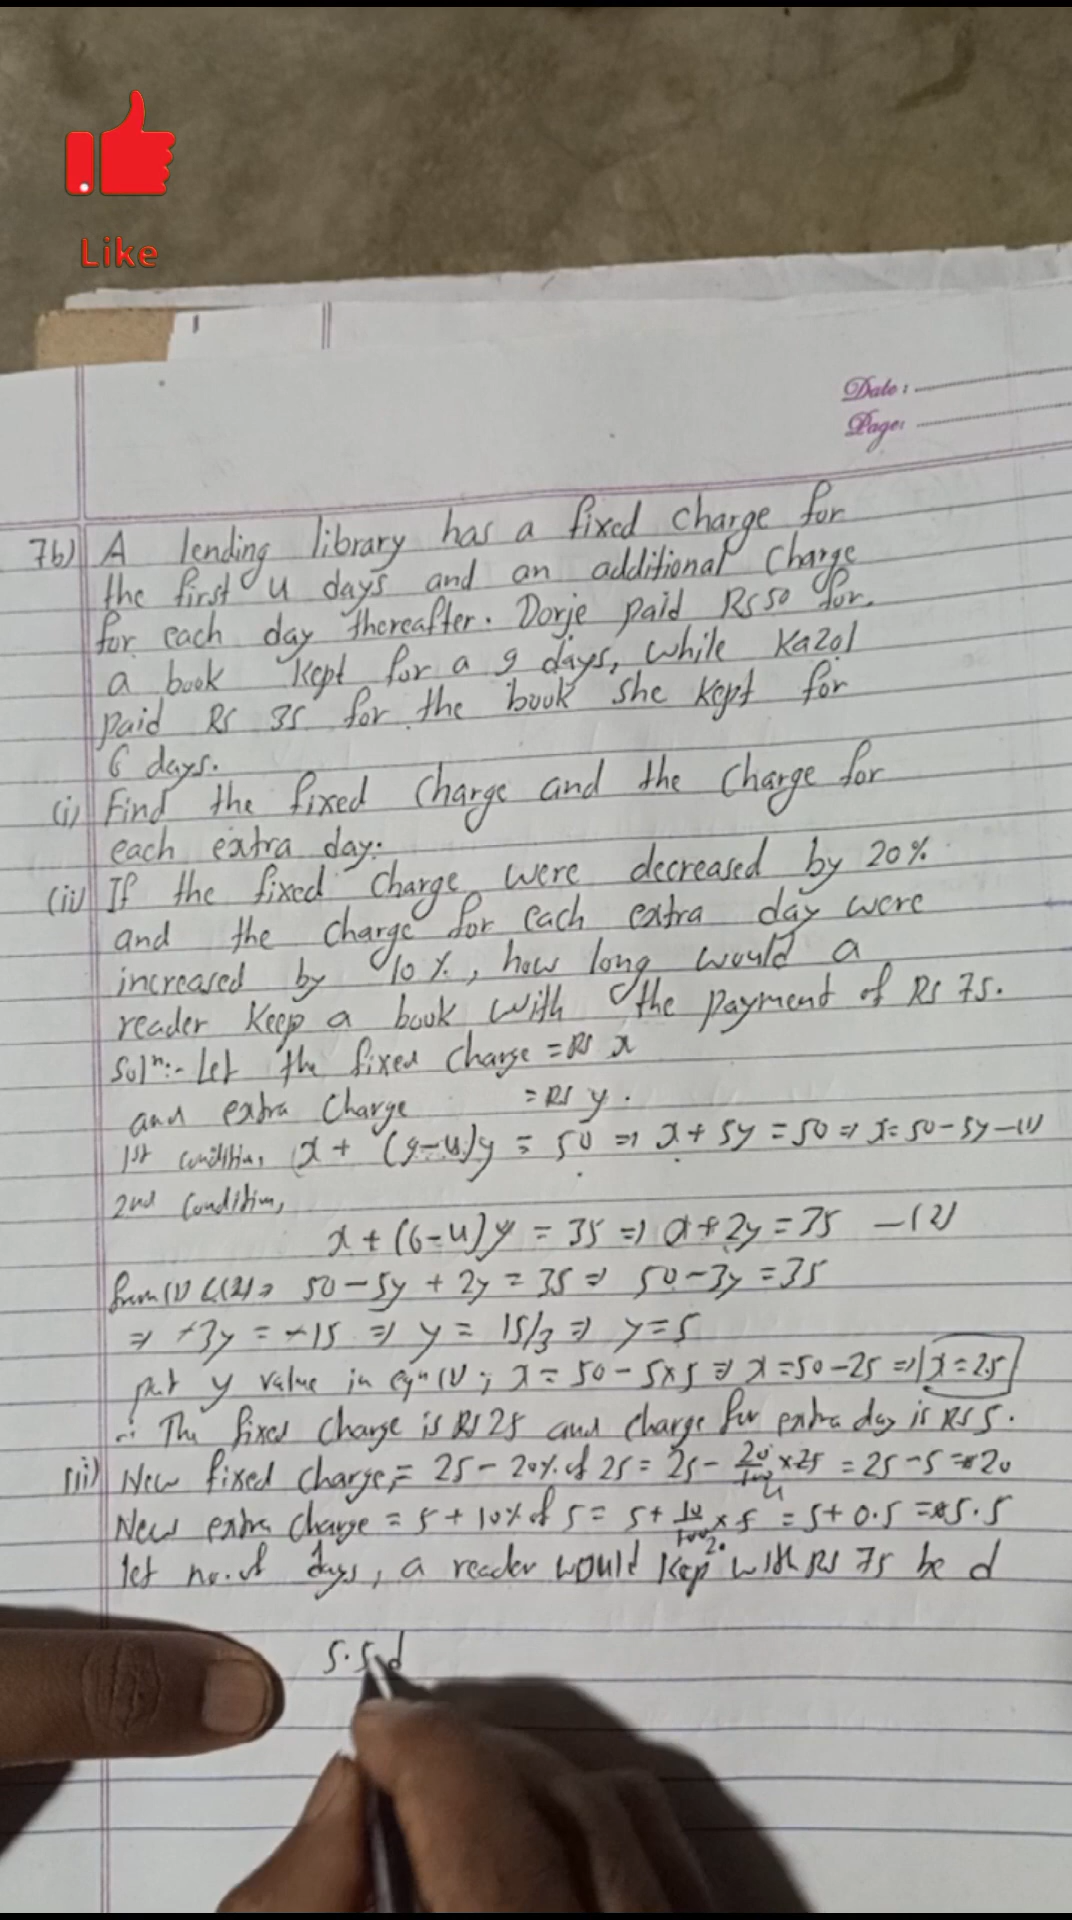 Like
Date:
Page:
7b) A lending library has a fixed charge for
the first 4 days and an additional charge
for each day thereafter. Dorje paid Rs 50 for
a book kept for a 9 days, while Kazol
paid Rs 35 for the book she kept for
6 days.
(i) Find the fixed charge and the charge for
each extra day.
(ii) If the fixed charge were decreased by 20%
and the charge for each extra day were
increased by 10%, how long would a
reader keep a book with the payment of Rs 75.
Solⁿ:- Let the fixed charge = Rs x
and extra charge = Rs y.
1st condition, x + (9-4)y = 50 ⇒ x + 5y = 50 ⇒ x = 50 - 5y -(1)
2nd condition,
x + (6-4)y = 35 ⇒ x + 2y = 35 -(2)
from (1) & (2), 50 - 5y + 2y = 35 ⇒ 50 - 3y = 35
⇒ +3y = +15 ⇒ y = 15/3 ⇒ y = 5
put y value in eqn (1); x = 50 - 5×5 ⇒ x = 50 - 25 ⇒ x = 25
∴ The fixed charge is Rs 25 and charge for extra day is Rs 5.
(ii) New fixed charge, = 25 - 20% of 25 = 25 - 20/100 × 25 = 25 - 5 = 20
New extra charge = 5 + 10% of 5 = 5 + 10/100 × 5 = 5 + 0.5 = 5.5
let no. of days, a reader would kep with Rs 75 be d
5.5d